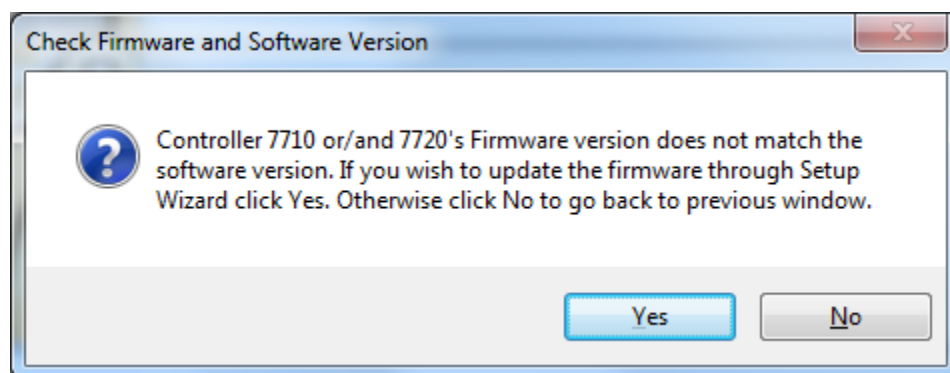 Check Firmware and Software Version
Controller 7710 or/and 7720's Firmware version does not match the
software version. If you wish to update the firmware through Setup
Wizard click Yes. Otherwise click No to go back to previous window.
Yes
No